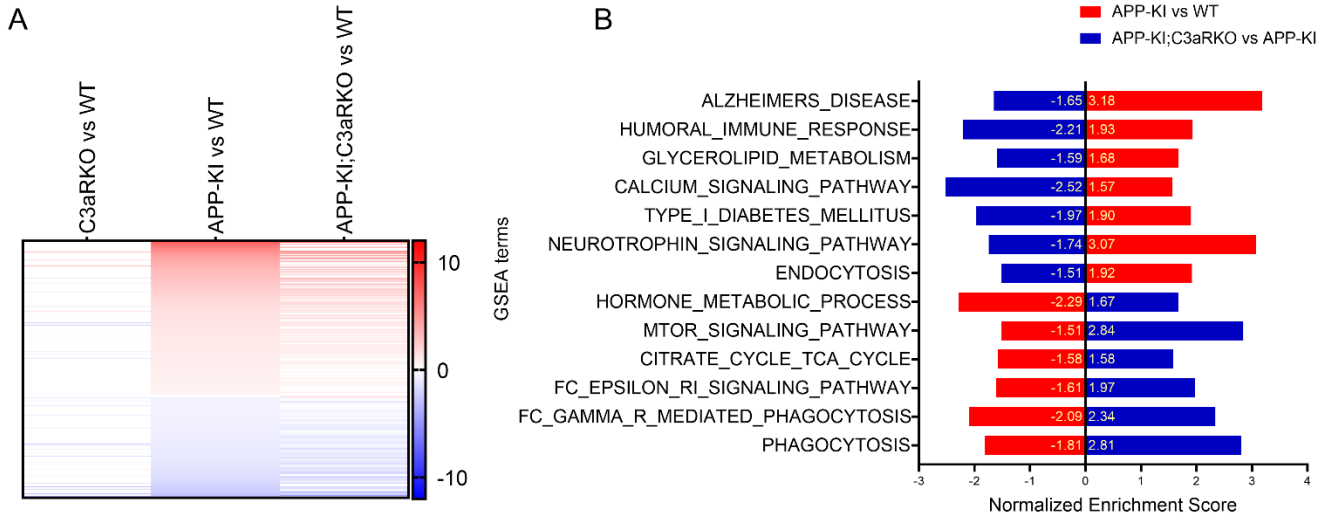 A
C3aRKO vs WT
APP-KI vs WT
APP-KI;C3aRKO vs WT
10
0
-10
B
APP-KI vs WT
APP-KI;C3aRKO vs APP-KI
GSEA terms
ALZHEIMERS_DISEASE -1.65 3.18
HUMORAL_IMMUNE_RESPONSE -2.21 1.93
GLYCEROLIPID_METABOLISM -1.59 1.68
CALCIUM_SIGNALING_PATHWAY -2.52 1.57
TYPE_I_DIABETES_MELLITUS -1.97 1.90
NEUROTROPHIN_SIGNALING_PATHWAY -1.74 3.07
ENDOCYTOSIS -1.51 1.92
HORMONE_METABOLIC_PROCESS -2.29 1.67
MTOR_SIGNALING_PATHWAY -1.51 2.84
CITRATE_CYCLE_TCA_CYCLE -1.58 1.58
FC_EPSILON_RI_SIGNALING_PATHWAY -1.61 1.97
FC_GAMMA_R_MEDIATED_PHAGOCYTOSIS -2.09 2.34
PHAGOCYTOSIS -1.81 2.81
-3 -2 -1 0 1 2 3 4
Normalized Enrichment Score